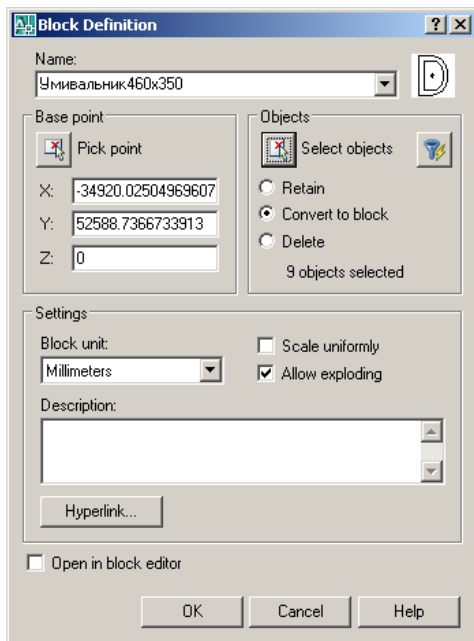 Block Definition
Name:
Умивальник460x350
Base point
Pick point
X: -34920.02504969607
Y: 52588.7366733913
Z: 0
Objects
Select objects
Retain
Convert to block
Delete
9 objects selected
Settings
Block unit:
Millimeters
Scale uniformly
Allow exploding
Description:
Hyperlink...
Open in block editor
OK Cancel Help